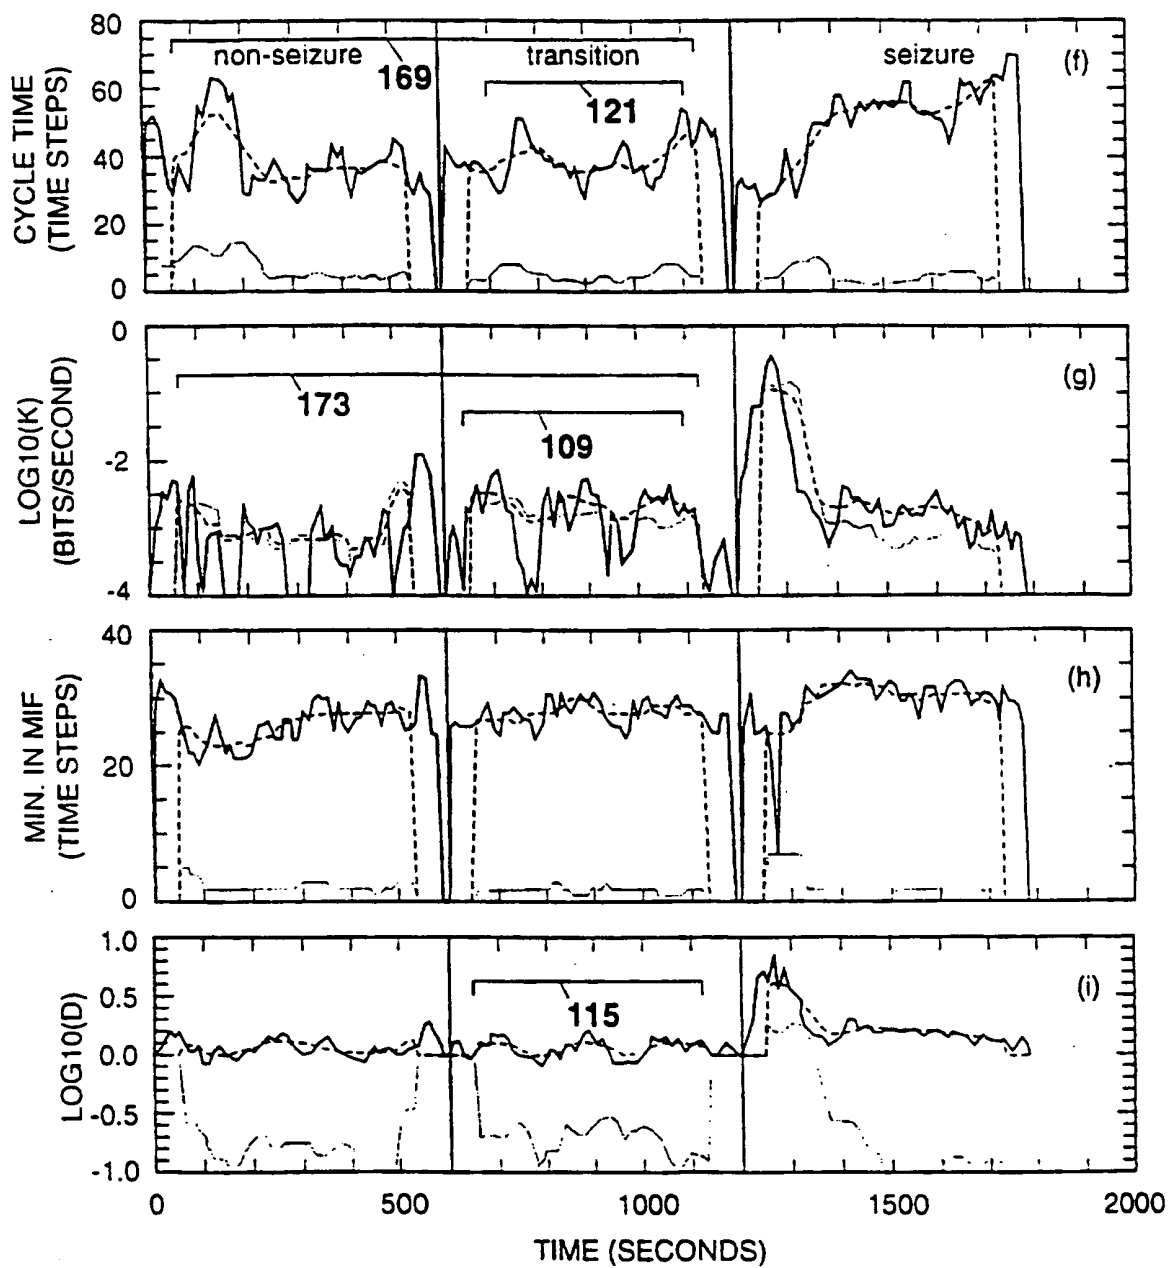 80
60
40
20
0
CYCLE TIME
(TIME STEPS)
non-seizure
transition
seizure
(f)
169
121
0
-2
-4
LOG10(K)
(BITS/SECOND)
(g)
173
109
40
20
0
MIN. IN MIF
(TIME STEPS)
(h)
1.0
0.5
0.0
-0.5
-1.0
LOG10(D)
(i)
115
0
500
1000
1500
2000
TIME (SECONDS)